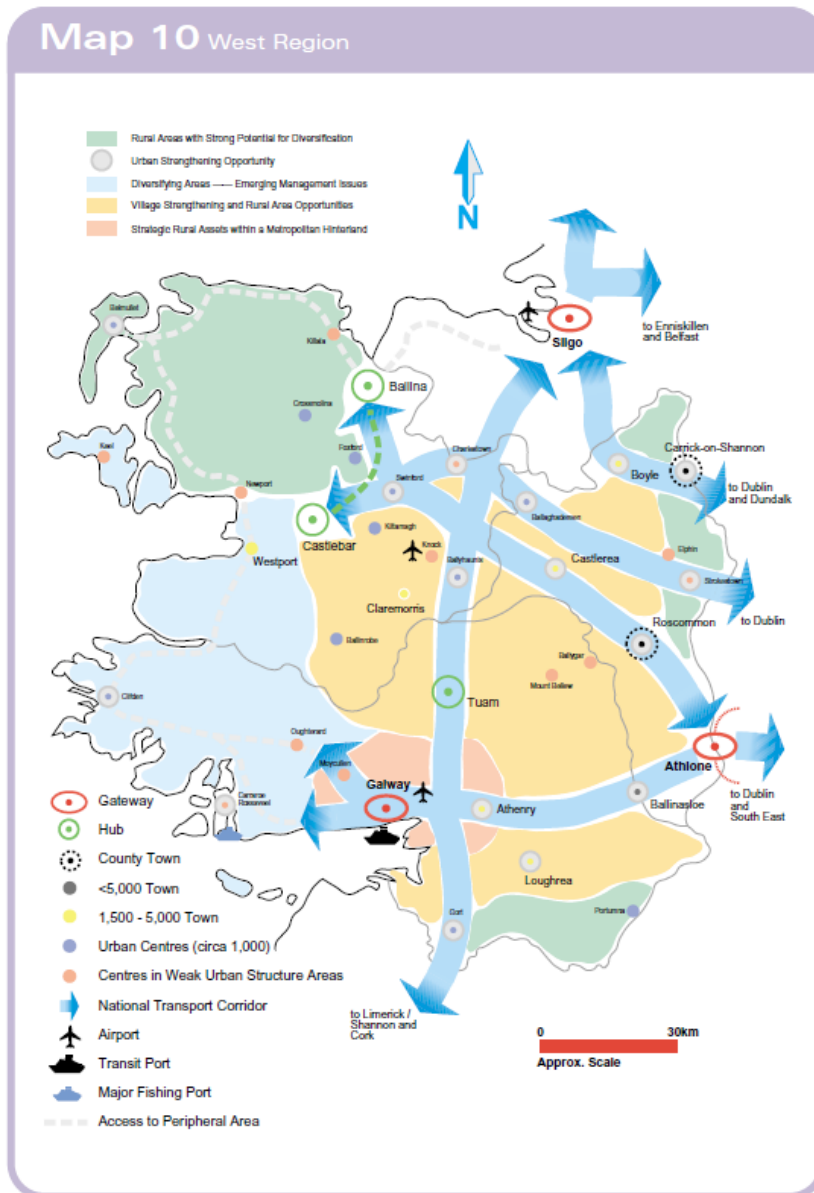 Map 10 West Region
Rural Areas with Strong Potential for Diversification
Urban Strengthening Opportunity
Diversifying Areas —— Emerging Management Issues
Village Strengthening and Rural Area Opportunities
Strategic Rural Assets within a Metropolitan Hinterland
N
Belmullet
Killala
Sligo
to Enniskillen
and Belfast
Ballina
Crossmolina
Foxford
Charlestown
Carrick-on-Shannon
Keel
Boyle
Swinford
to Dublin
and Dundalk
Newport
Ballaghadereen
Castlebar
Kiltamagh
Knock
Ballyhaunis
Elphin
Westport
Castlerea
Strokestown
Claremorris
to Dublin
Roscommon
Ballinrobe
Ballygar
Mount Bellew
Clifden
Tuam
Oughterard
Moycullen
Athlone
Galway
to Dublin
and
South East
Carraroe
Rossaveel
Athenry
Ballinasloe
Loughrea
Gort
Portumna
to Limerick /
Shannon and
Cork
Gateway
Hub
County Town
<5,000 Town
1,500 - 5,000 Town
Urban Centres (circa 1,000)
Centres in Weak Urban Structure Areas
National Transport Corridor
Airport
Transit Port
Major Fishing Port
Access to Peripheral Area
0 30km
Approx. Scale